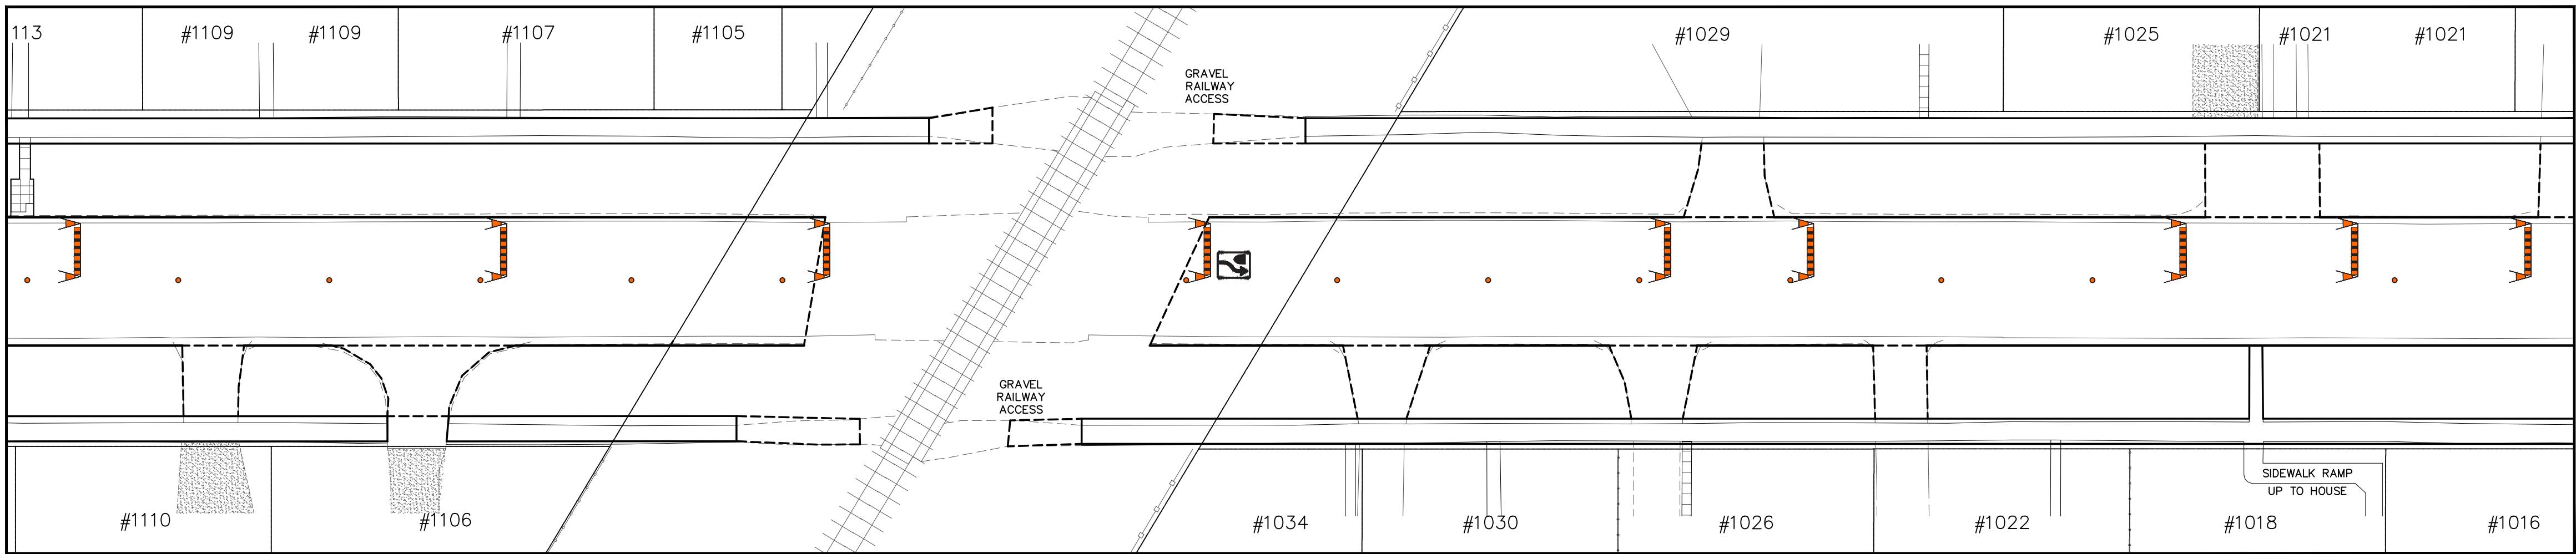 113
#1109
#1109
#1107
#1105
#1029
#1025
#1021
#1021
GRAVEL
RAILWAY
ACCESS
GRAVEL
RAILWAY
ACCESS
SIDEWALK RAMP
UP TO HOUSE
#1110
#1106
#1034
#1030
#1026
#1022
#1018
#1016